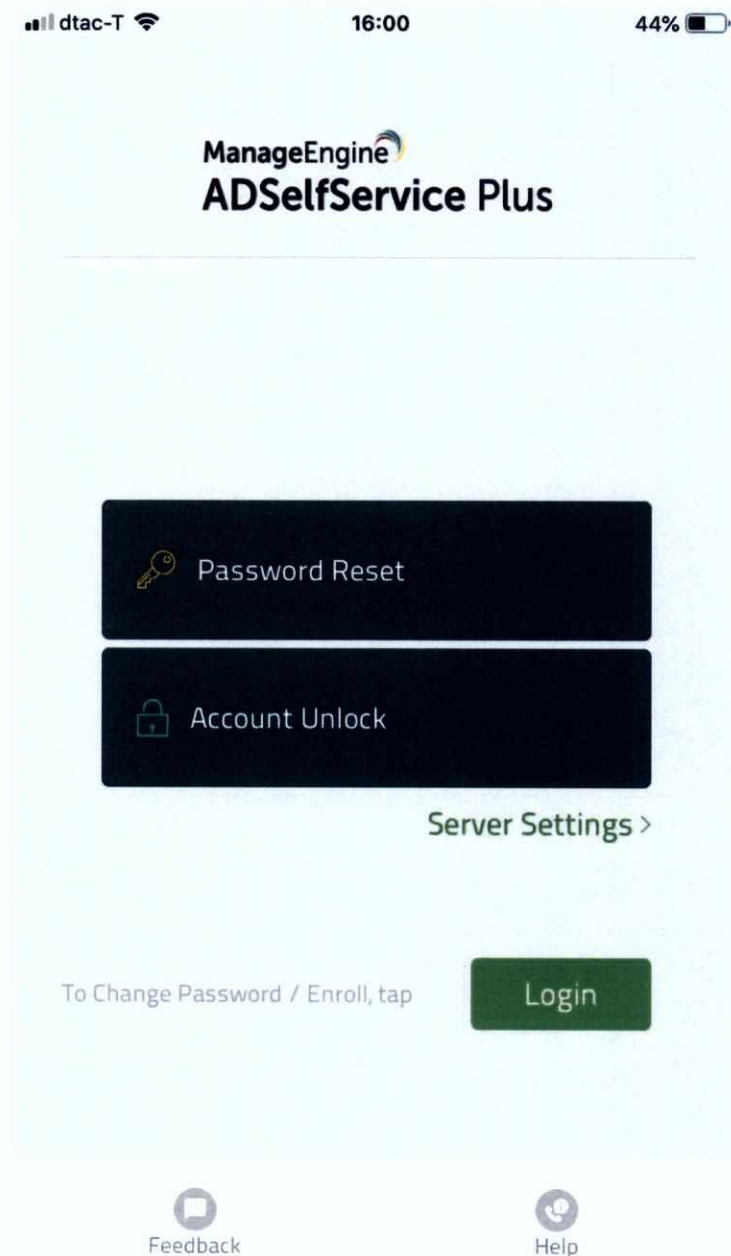 dtac-T 16:00 44%
ManageEngine
ADSelfService Plus
Password Reset
Account Unlock
Server Settings >
To Change Password / Enroll, tap Login
Feedback Help